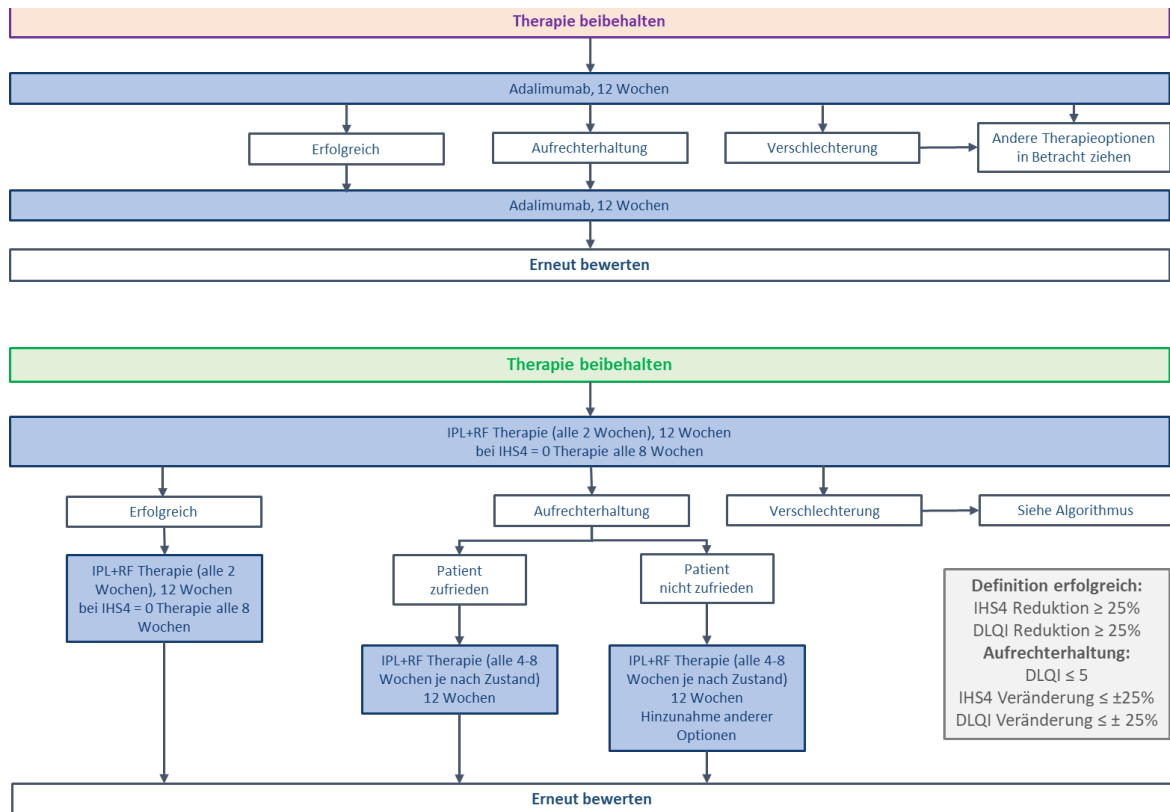 Therapie beibehalten
Adalimumab, 12 Wochen
Erfolgreich
Aufrechterhaltung
Verschlechterung
Andere Therapieoptionen
in Betracht ziehen
Adalimumab, 12 Wochen
Erneut bewerten
Therapie beibehalten
IPL+RF Therapie (alle 2 Wochen), 12 Wochen
bei IHS4 = 0 Therapie alle 8 Wochen
Erfolgreich
Aufrechterhaltung
Verschlechterung
Siehe Algorithmus
IPL+RF Therapie (alle 2
Wochen), 12 Wochen
bei IHS4 = 0 Therapie alle 8
Wochen
Patient
zufrieden
Patient
nicht zufrieden
IPL+RF Therapie (alle 4-8
Wochen je nach Zustand)
12 Wochen
IPL+RF Therapie (alle 4-8
Wochen je nach Zustand)
12 Wochen
Hinzunahme anderer
Optionen
Definition erfolgreich:
IHS4 Reduktion ≥ 25%
DLQI Reduktion ≥ 25%
Aufrechterhaltung:
DLQI ≤ 5
IHS4 Veränderung ≤ ±25%
DLQI Veränderung ≤ ± 25%
Erneut bewerten